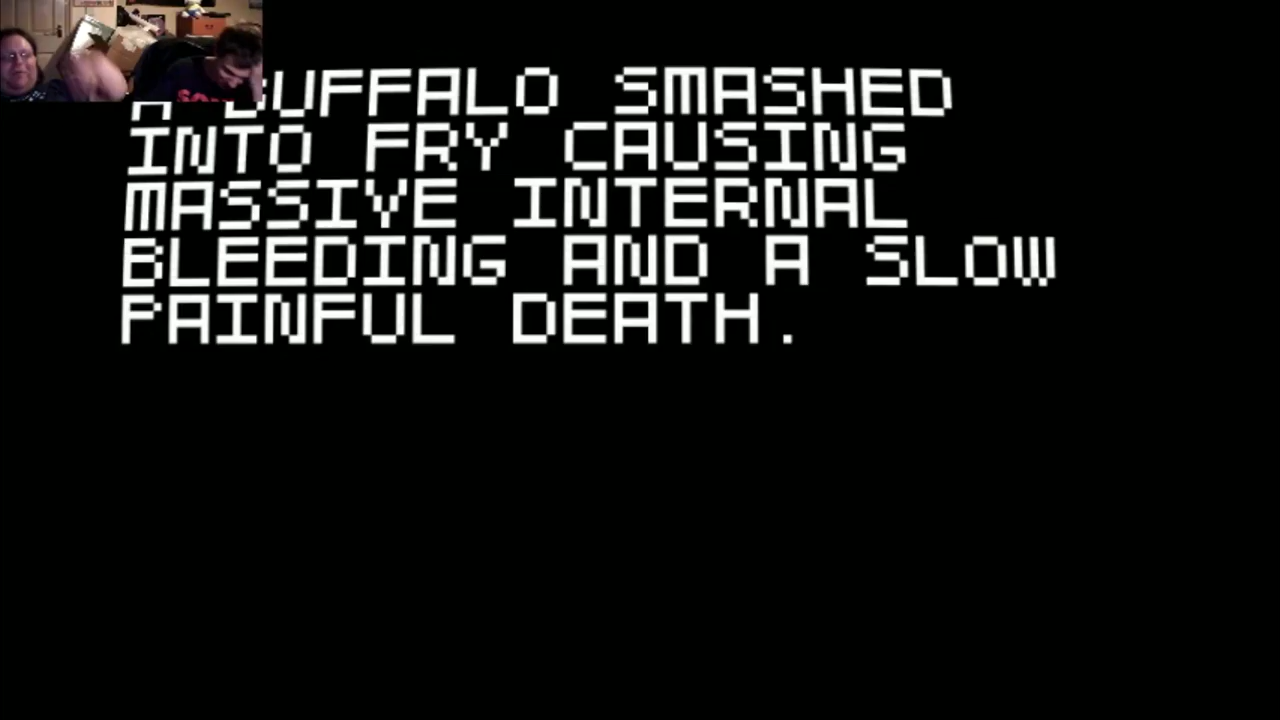 A BUFFALO SMASHED
INTO FRY CAUSING
MASSIVE INTERNAL
BLEEDING AND A SLOW
PAINFUL DEATH.